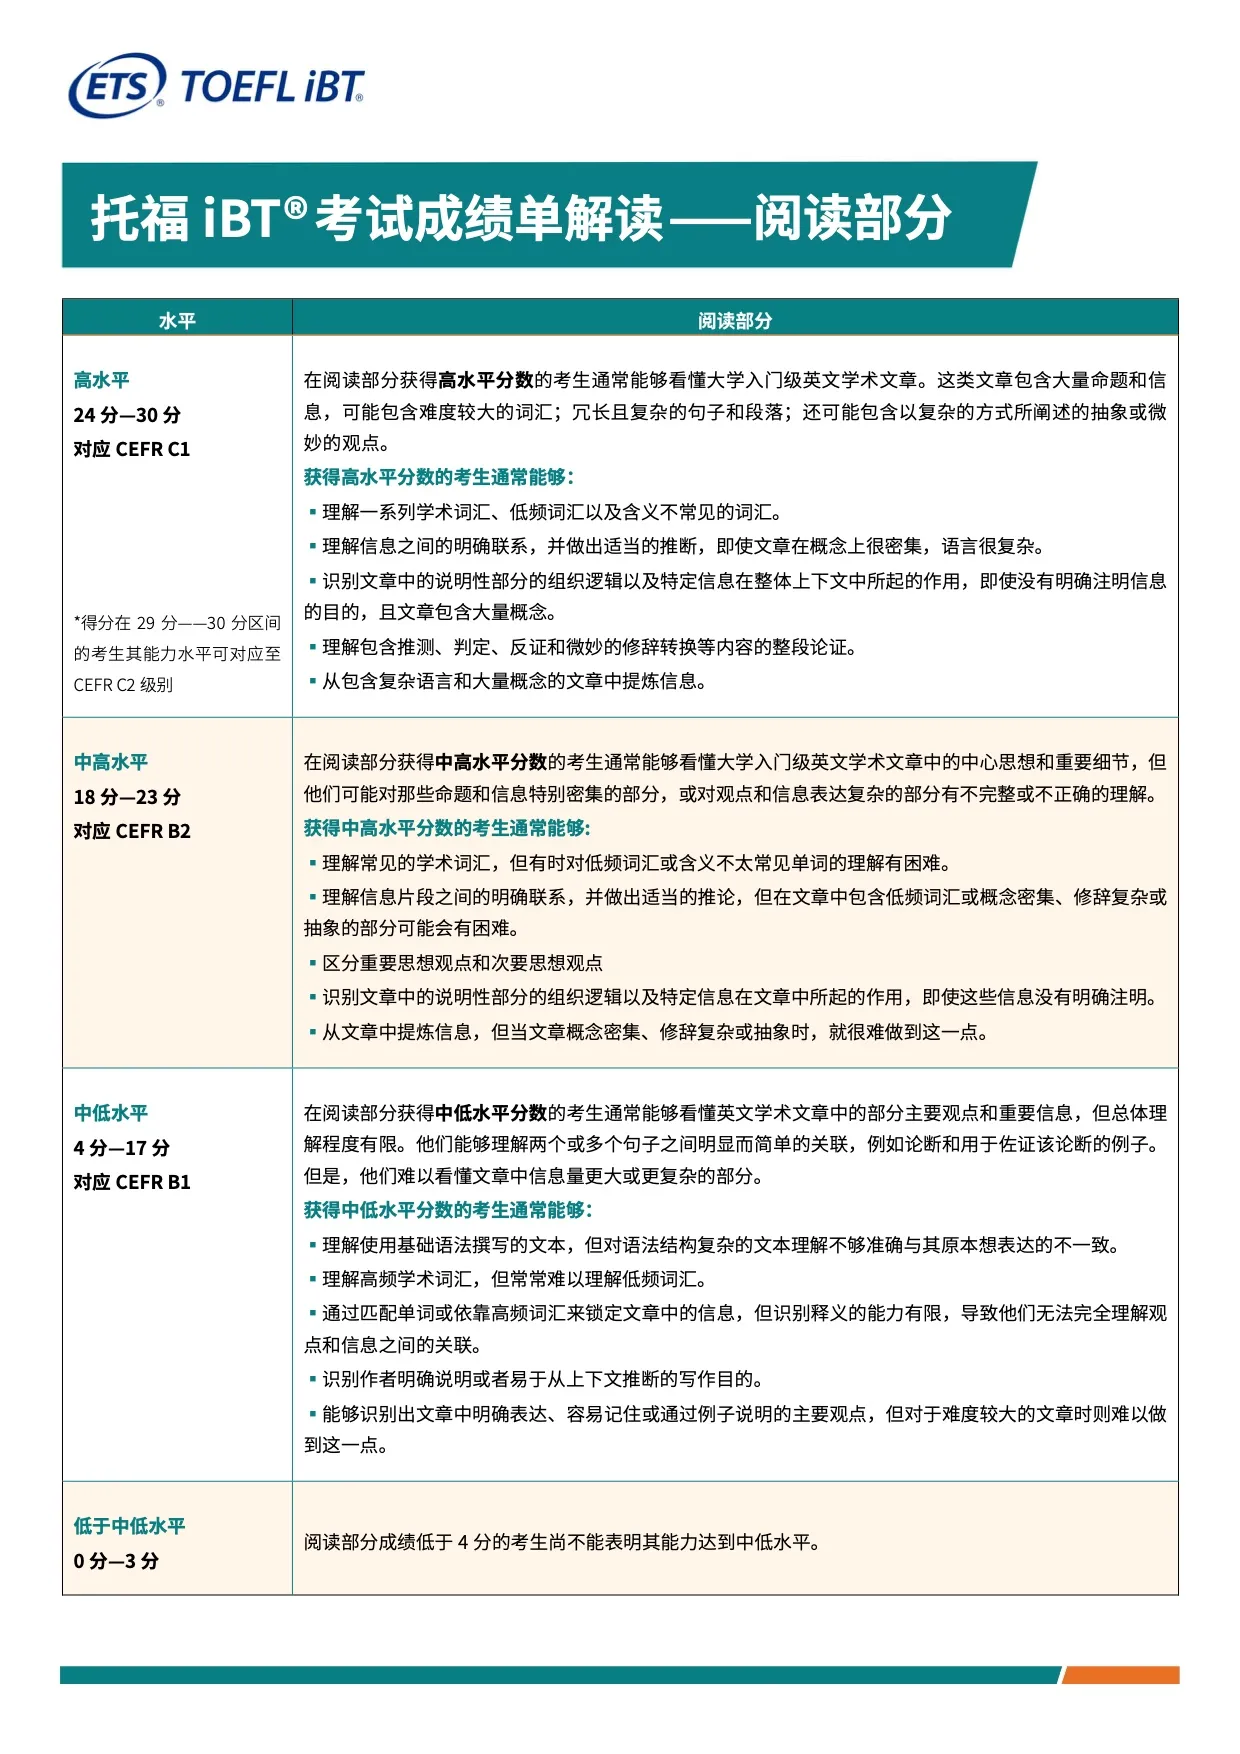 ETS® TOEFL iBT®
托福 iBT®考试成绩单解读——阅读部分
水平
阅读部分
高水平
24 分—30 分
对应 CEFR C1
*得分在 29 分——30 分区间
的考生其能力水平可对应至
CEFR C2 级别
在阅读部分获得高水平分数的考生通常能够看懂大学入门级英文学术文章。这类文章包含大量命题和信
息，可能包含难度较大的词汇；冗长且复杂的句子和段落；还可能包含以复杂的方式所阐述的抽象或微
妙的观点。
获得高水平分数的考生通常能够：
▪理解一系列学术词汇、低频词汇以及含义不常见的词汇。
▪理解信息之间的明确联系，并做出适当的推断，即使文章在概念上很密集，语言很复杂。
▪识别文章中的说明性部分的组织逻辑以及特定信息在整体上下文中所起的作用，即使没有明确注明信息
的目的，且文章包含大量概念。
▪理解包含推测、判定、反证和微妙的修辞转换等内容的整段论证。
▪从包含复杂语言和大量概念的文章中提炼信息。
中高水平
18 分—23 分
对应 CEFR B2
在阅读部分获得中高水平分数的考生通常能够看懂大学入门级英文学术文章中的中心思想和重要细节，但
他们可能对那些命题和信息特别密集的部分，或对观点和信息表达复杂的部分有不完整或不正确的理解。
获得中高水平分数的考生通常能够:
▪理解常见的学术词汇，但有时对低频词汇或含义不太常见单词的理解有困难。
▪理解信息片段之间的明确联系，并做出适当的推论，但在文章中包含低频词汇或概念密集、修辞复杂或
抽象的部分可能会有困难。
▪区分重要思想观点和次要思想观点
▪识别文章中的说明性部分的组织逻辑以及特定信息在文章中所起的作用，即使这些信息没有明确注明。
▪从文章中提炼信息，但当文章概念密集、修辞复杂或抽象时，就很难做到这一点。
中低水平
4 分—17 分
对应 CEFR B1
在阅读部分获得中低水平分数的考生通常能够看懂英文学术文章中的部分主要观点和重要信息，但总体理
解程度有限。他们能够理解两个或多个句子之间明显而简单的关联，例如论断和用于佐证该论断的例子。
但是，他们难以看懂文章中信息量更大或更复杂的部分。
获得中低水平分数的考生通常能够：
▪理解使用基础语法撰写的文本，但对语法结构复杂的文本理解不够准确与其原本想表达的不一致。
▪理解高频学术词汇，但常常难以理解低频词汇。
▪通过匹配单词或依靠高频词汇来锁定文章中的信息，但识别释义的能力有限，导致他们无法完全理解观
点和信息之间的关联。
▪识别作者明确说明或者易于从上下文推断的写作目的。
▪能够识别出文章中明确表达、容易记住或通过例子说明的主要观点，但对于难度较大的文章时则难以做
到这一点。
低于中低水平
0 分—3 分
阅读部分成绩低于 4 分的考生尚不能表明其能力达到中低水平。